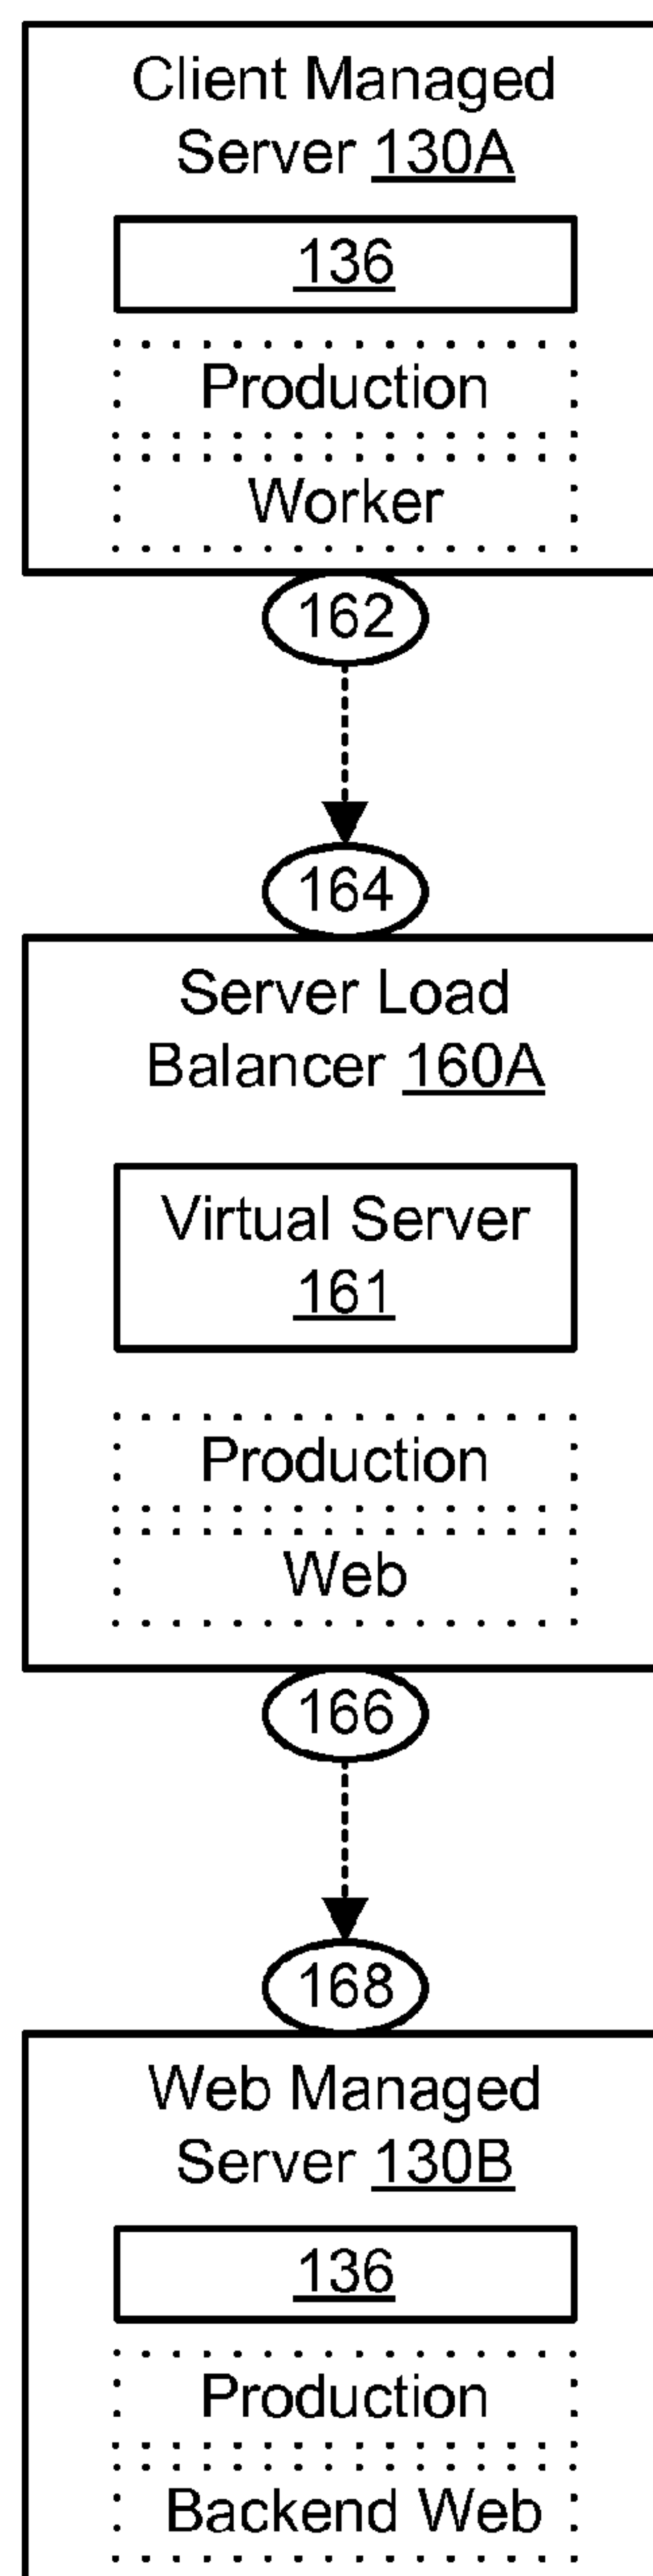 Client Managed
Server 130A
136
Production
Worker
162
164
Server Load
Balancer 160A
Virtual Server
161
Production
Web
166
168
Web Managed
Server 130B
136
Production
Backend Web